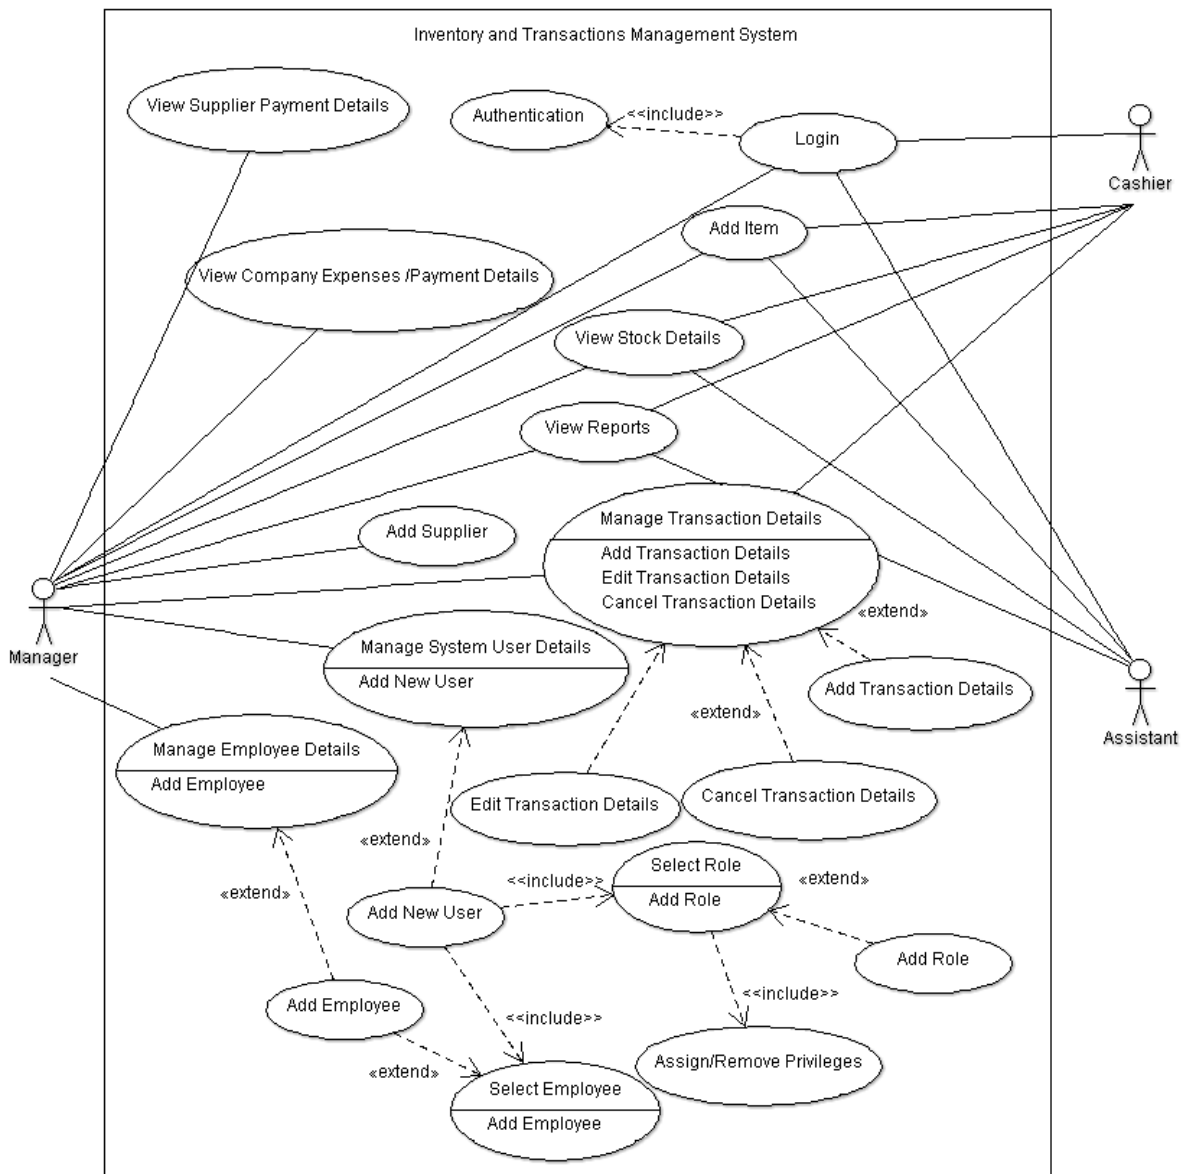 Inventory and Transactions Management System
View Supplier Payment Details
Authentication
<<include>>
Login
Cashier
Add Item
View Company Expenses /Payment Details
View Stock Details
View Reports
Add Supplier
Manage Transaction Details
Add Transaction Details
Edit Transaction Details
Cancel Transaction Details
«extend»
Manager
Manage System User Details
Add New User
Add Transaction Details
«extend»
Assistant
Manage Employee Details
Add Employee
Edit Transaction Details
Cancel Transaction Details
«extend»
Select Role
Add Role
<<include>>
«extend»
«extend»
Add New User
Add Role
Add Employee
<<include>>
<<include>>
«extend»
Assign/Remove Privileges
Select Employee
Add Employee